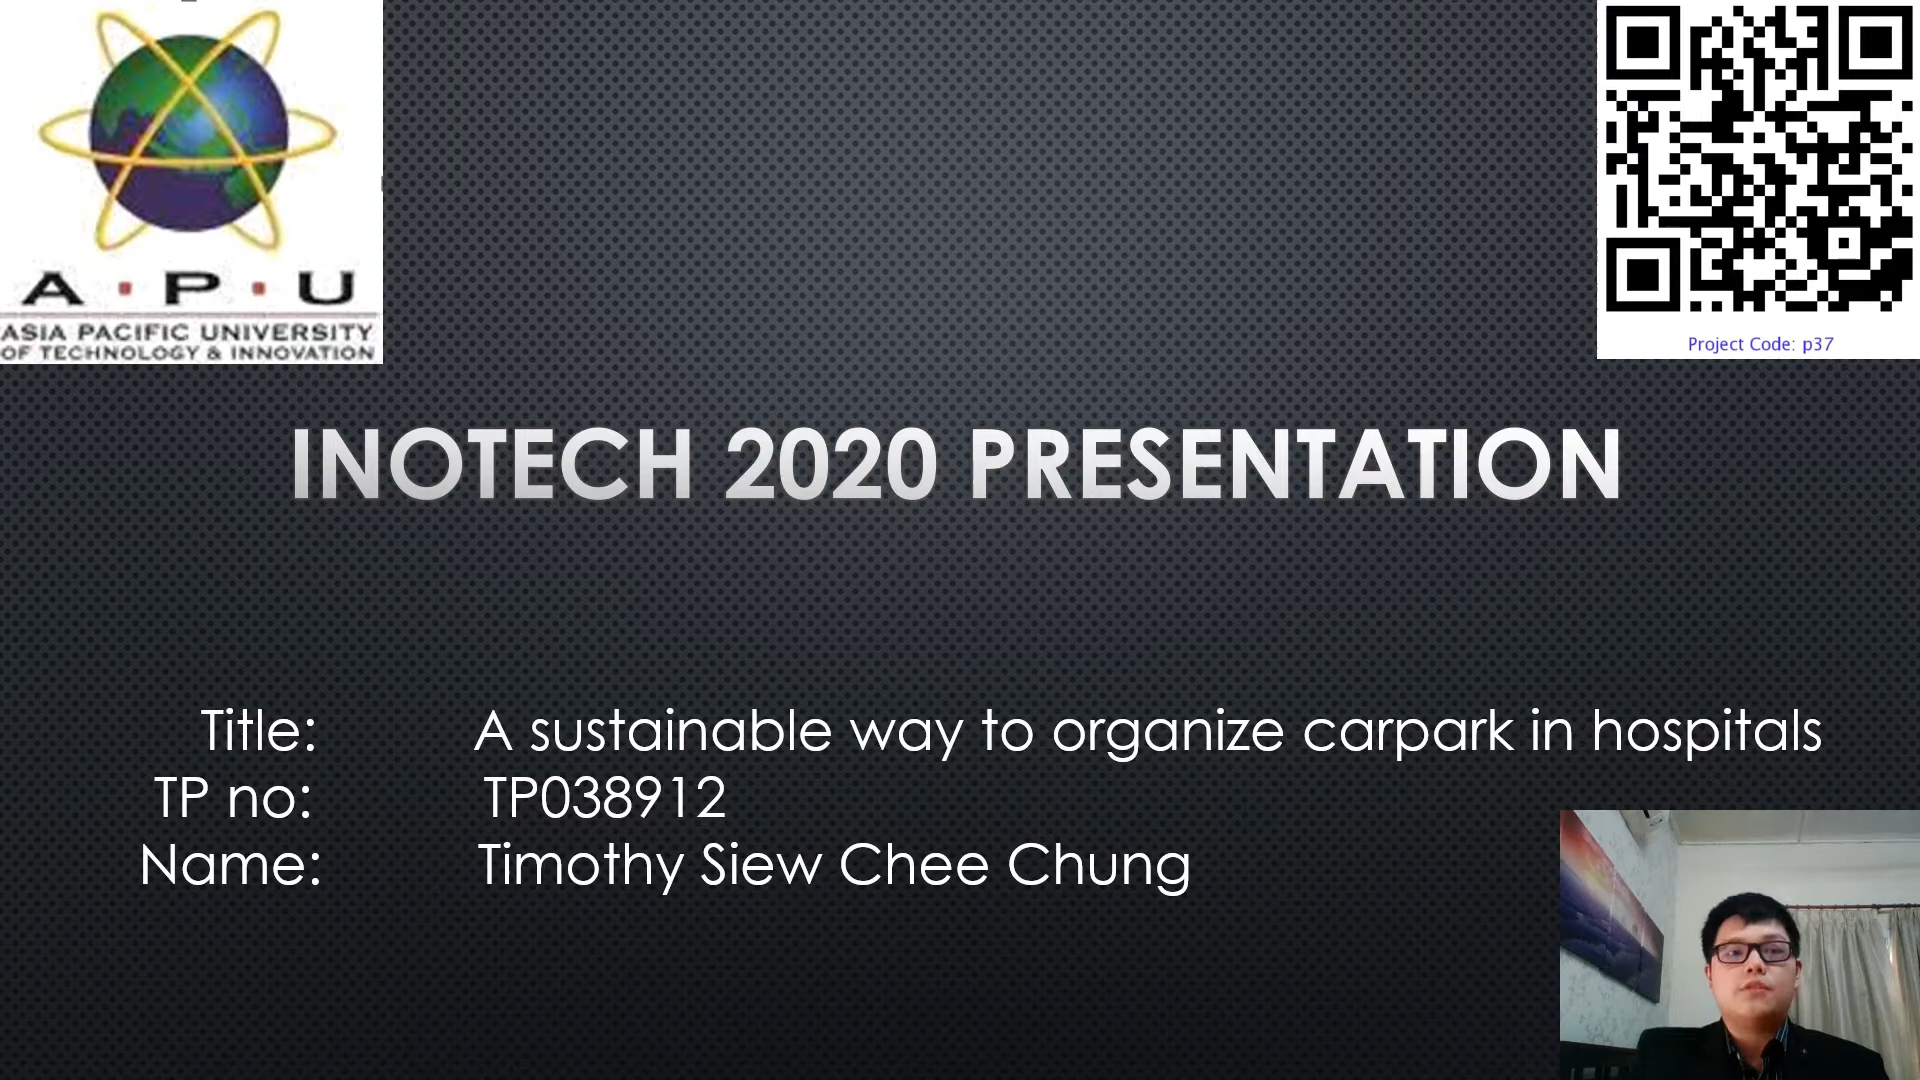 A · P · U
ASIA PACIFIC UNIVERSITY
OF TECHNOLOGY & INNOVATION
Project Code: p37
INOTECH 2020 PRESENTATION
Title: A sustainable way to organize carpark in hospitals
TP no: TP038912
Name: Timothy Siew Chee Chung